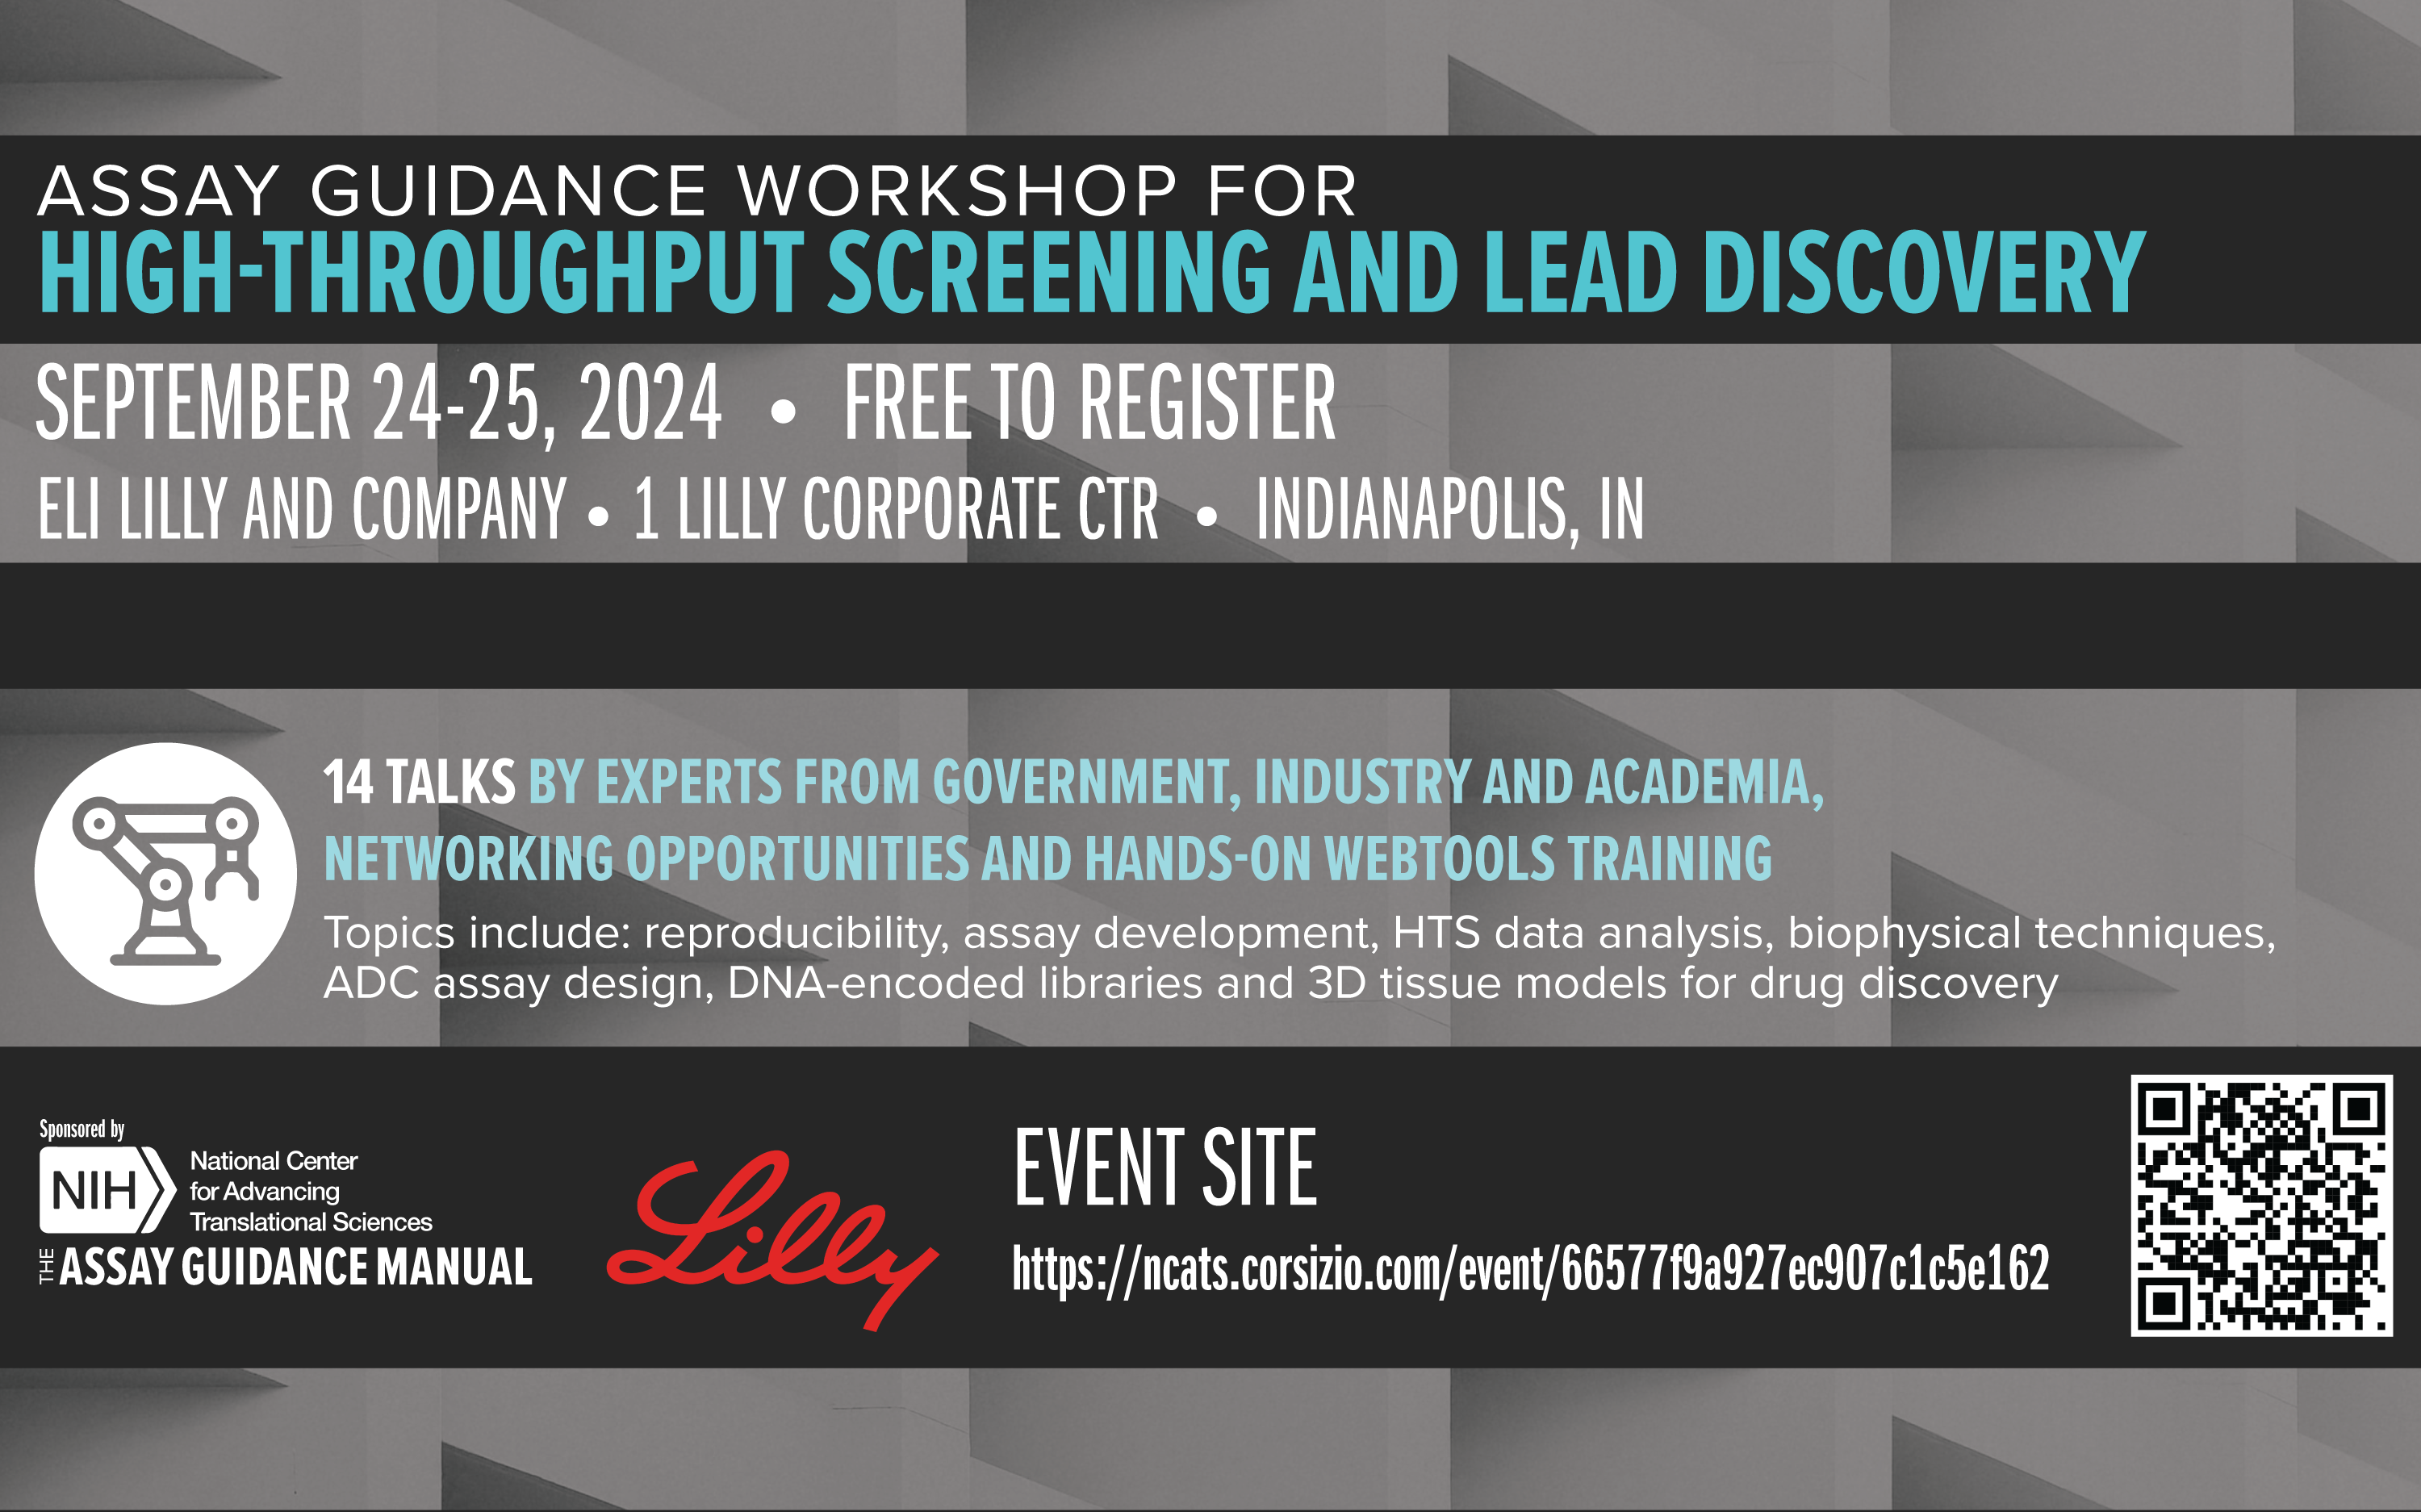 ASSAY GUIDANCE WORKSHOP FOR
HIGH-THROUGHPUT SCREENING AND LEAD DISCOVERY
SEPTEMBER 24-25, 2024 • FREE TO REGISTER
ELI LILLY AND COMPANY • 1 LILLY CORPORATE CTR • INDIANAPOLIS, IN
14 TALKS BY EXPERTS FROM GOVERNMENT, INDUSTRY AND ACADEMIA,
NETWORKING OPPORTUNITIES AND HANDS-ON WEBTOOLS TRAINING
Topics include: reproducibility, assay development, HTS data analysis, biophysical techniques,
ADC assay design, DNA-encoded libraries and 3D tissue models for drug discovery
Sponsored by
NIH
National Center
for Advancing
Translational Sciences
THE ASSAY GUIDANCE MANUAL
Lilly
EVENT SITE
https://ncats.corsizio.com/event/66577f9a927ec907c1c5e162